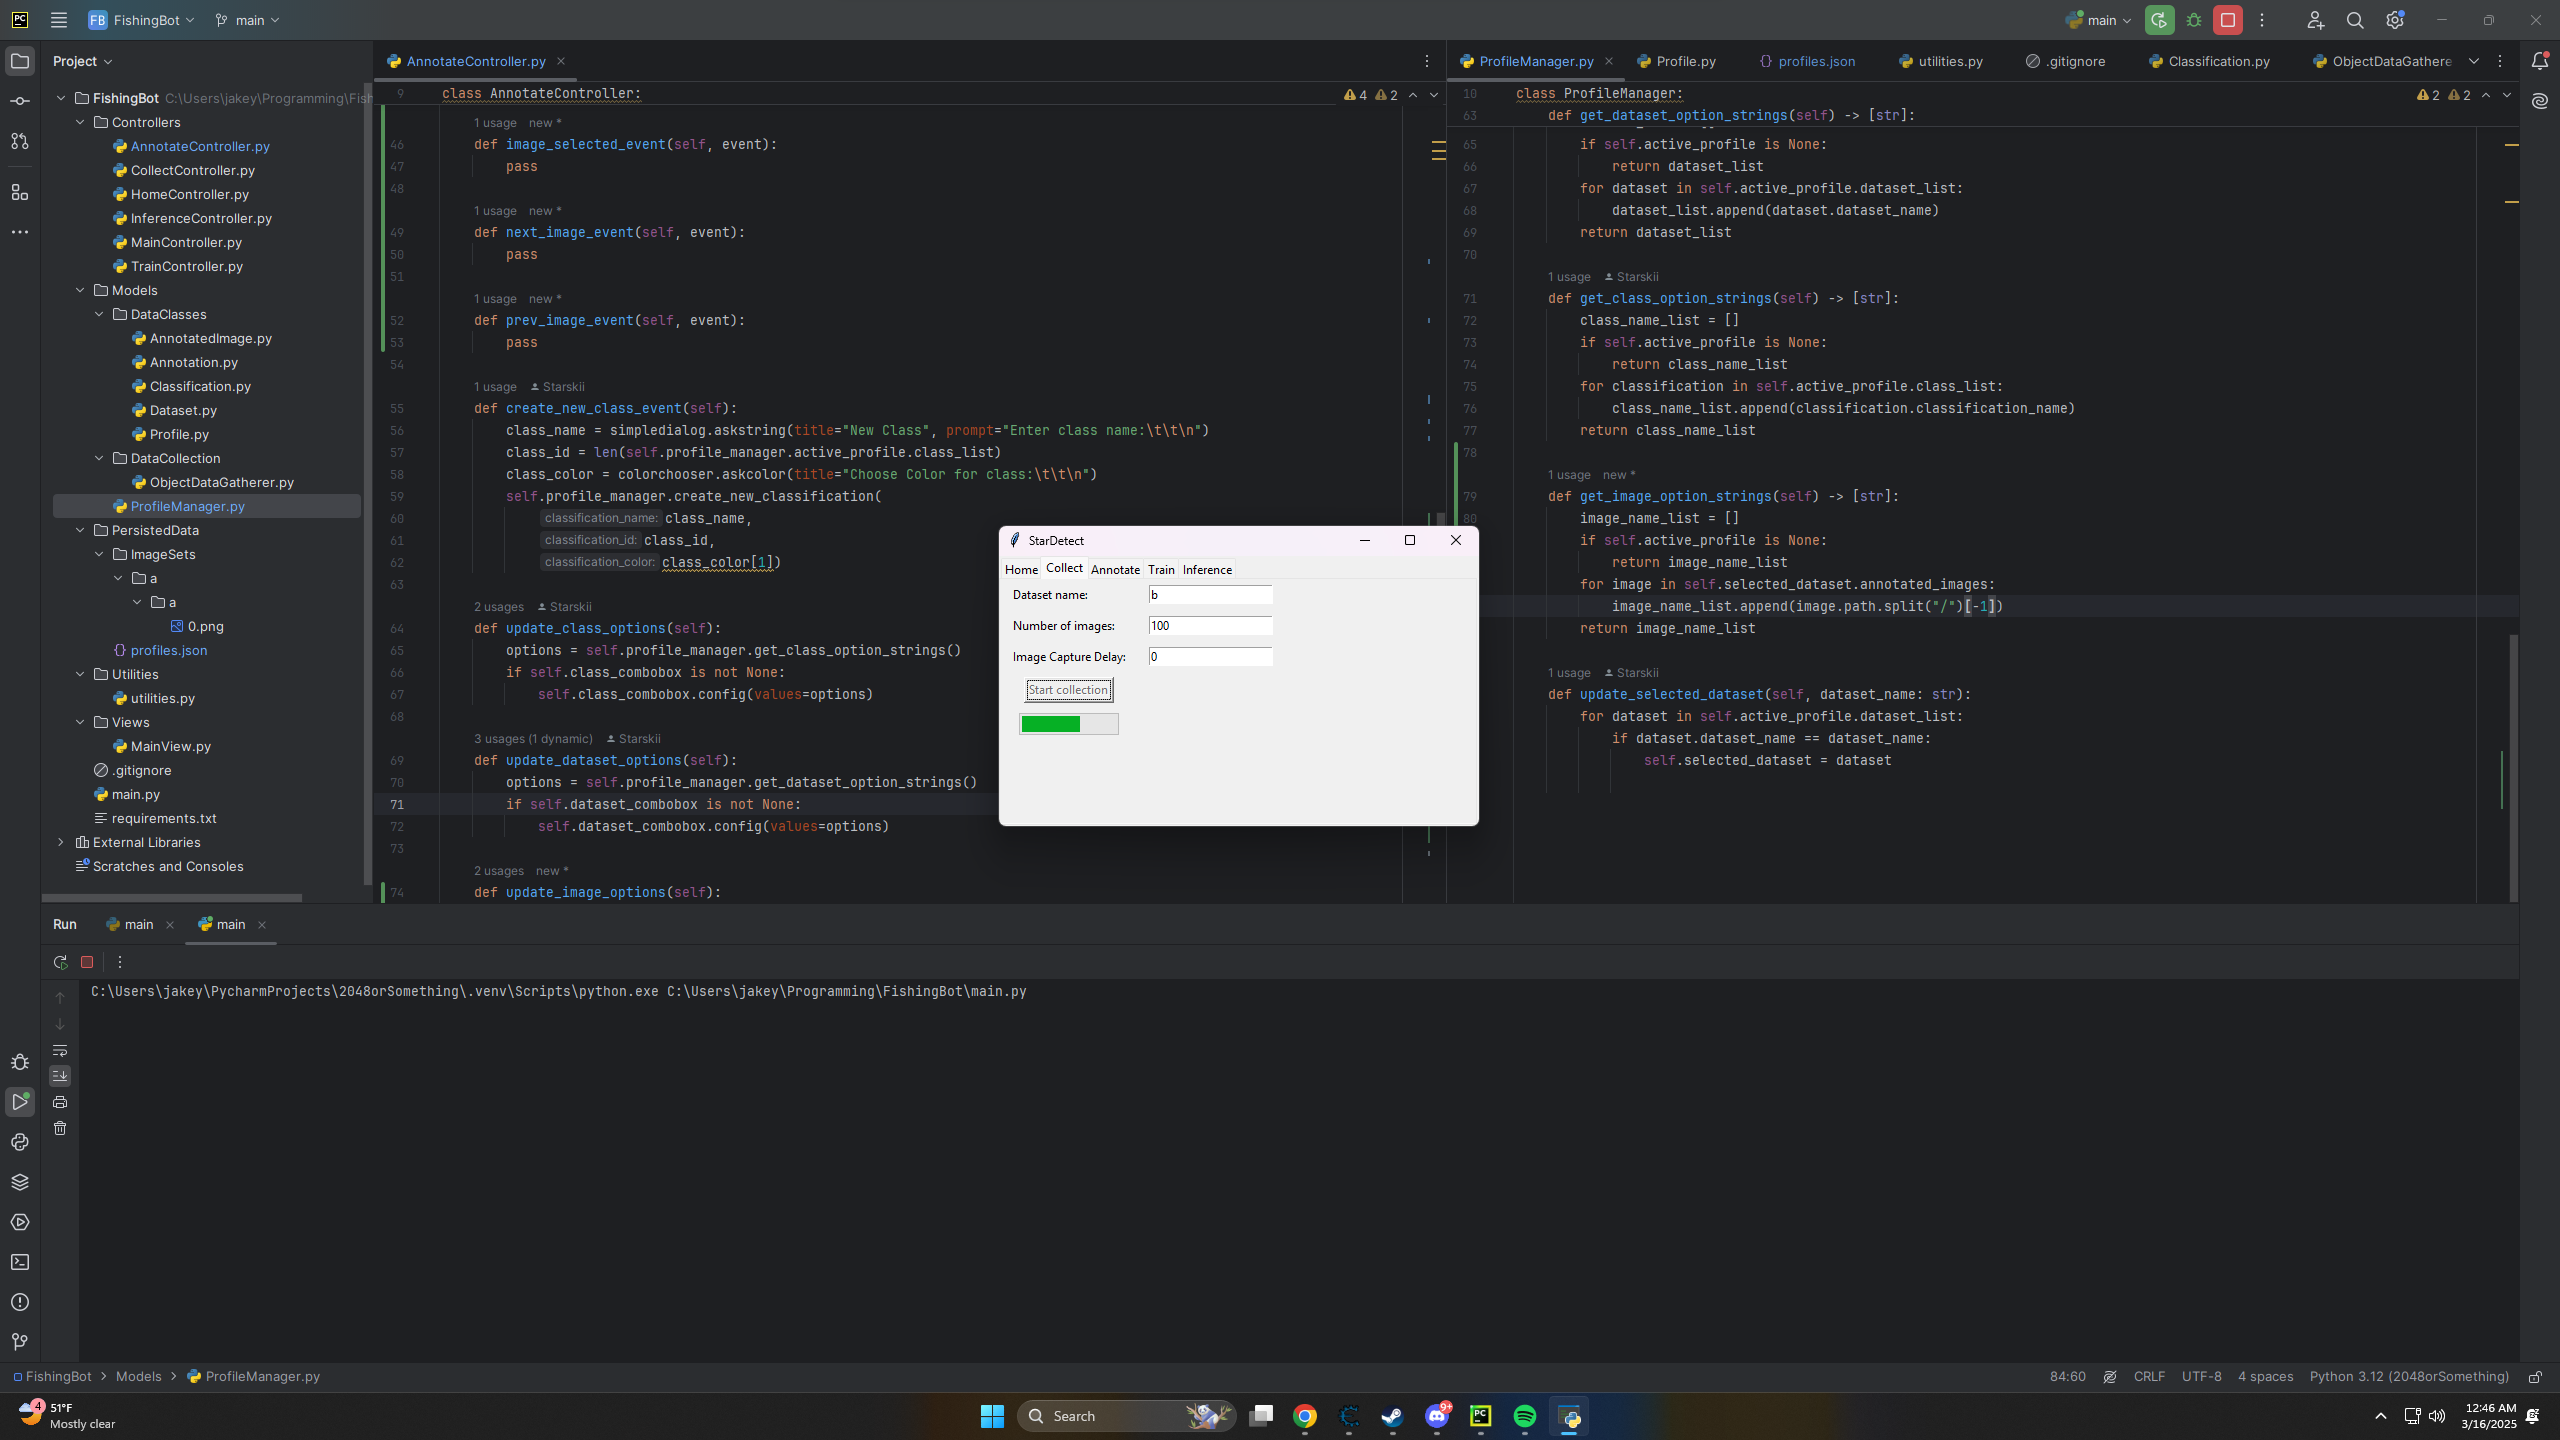 PC
FB FishingBot
main
main
Project
FishingBot C:\Users\jakey\Programming\Fish
Controllers
AnnotateController.py
CollectController.py
HomeController.py
InferenceController.py
MainController.py
TrainController.py
Models
DataClasses
AnnotatedImage.py
Annotation.py
Classification.py
Dataset.py
Profile.py
DataCollection
ObjectDataGatherer.py
ProfileManager.py
PersistedData
ImageSets
a
a
0.png
profiles.json
Utilities
utilities.py
Views
MainView.py
.gitignore
main.py
requirements.txt
External Libraries
Scratches and Consoles
AnnotateController.py
9 class AnnotateController:
4 2
1 usage new *
46 def image_selected_event(self, event):
47 pass
48
1 usage new *
49 def next_image_event(self, event):
50 pass
51
1 usage new *
52 def prev_image_event(self, event):
53 pass
54
1 usage Starskii
55 def create_new_class_event(self):
56 class_name = simpledialog.askstring(title="New Class", prompt="Enter class name:\t\t\n")
57 class_id = len(self.profile_manager.active_profile.class_list)
58 class_color = colorchooser.askcolor(title="Choose Color for class:\t\t\n")
59 self.profile_manager.create_new_classification(
60 classification_name: class_name,
61 classification_id: class_id,
62 classification_color: class_color[1])
63
2 usages Starskii
64 def update_class_options(self):
65 options = self.profile_manager.get_class_option_strings()
66 if self.class_combobox is not None:
67 self.class_combobox.config(values=options)
68
3 usages (1 dynamic) Starskii
69 def update_dataset_options(self):
70 options = self.profile_manager.get_dataset_option_strings()
71 if self.dataset_combobox is not None:
72 self.dataset_combobox.config(values=options)
73
2 usages new *
74 def update_image_options(self):
ProfileManager.py Profile.py profiles.json utilities.py .gitignore Classification.py ObjectDataGathere
10 class ProfileManager:
2 2
63 def get_dataset_option_strings(self) -> [str]:
65 if self.active_profile is None:
66 return dataset_list
67 for dataset in self.active_profile.dataset_list:
68 dataset_list.append(dataset.dataset_name)
69 return dataset_list
70
1 usage Starskii
71 def get_class_option_strings(self) -> [str]:
72 class_name_list = []
73 if self.active_profile is None:
74 return class_name_list
75 for classification in self.active_profile.class_list:
76 class_name_list.append(classification.classification_name)
77 return class_name_list
78
1 usage new *
79 def get_image_option_strings(self) -> [str]:
80 image_name_list = []
if self.active_profile is None:
return image_name_list
for image in self.selected_dataset.annotated_images:
image_name_list.append(image.path.split("/")[-1])
return image_name_list
1 usage Starskii
def update_selected_dataset(self, dataset_name: str):
for dataset in self.active_profile.dataset_list:
if dataset.dataset_name == dataset_name:
self.selected_dataset = dataset
StarDetect
Home Collect Annotate Train Inference
Dataset name: b
Number of images: 100
Image Capture Delay: 0
Start collection
Run main main
C:\Users\jakey\PycharmProjects\2048orSomething\.venv\Scripts\python.exe C:\Users\jakey\Programming\FishingBot\main.py
FishingBot Models ProfileManager.py
84:60 CRLF UTF-8 4 spaces Python 3.12 (2048orSomething)
4
51°F
Mostly clear
Search
9+
PC
12:46 AM
3/16/2025